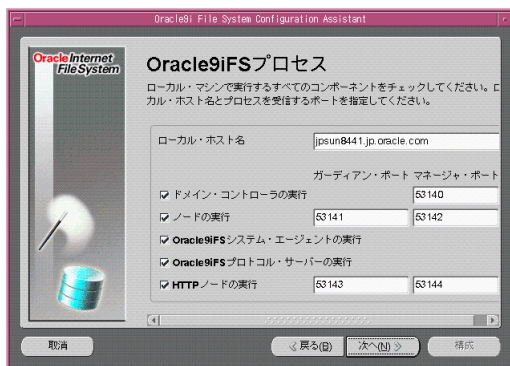 Oracle9i File System Configuration Assistant
Oracle Internet
File System
Oracle9iFSプロセス
ローカル・マシンで実行するすべてのコンポーネントをチェックしてください。ロ
カル・ホスト名とプロセスを受信するポートを指定してください。
ローカル・ホスト名 jpsun8441.jp.oracle.com
ガーディアン・ポート マネージャ・ポート
ドメイン・コントローラの実行 53140
ノードの実行 53141 53142
Oracle9iFSシステム・エージェントの実行
Oracle9iFSプロトコル・サーバーの実行
HTTPノードの実行 53143 53144
取消 戻る(B) 次へ(N) 構成